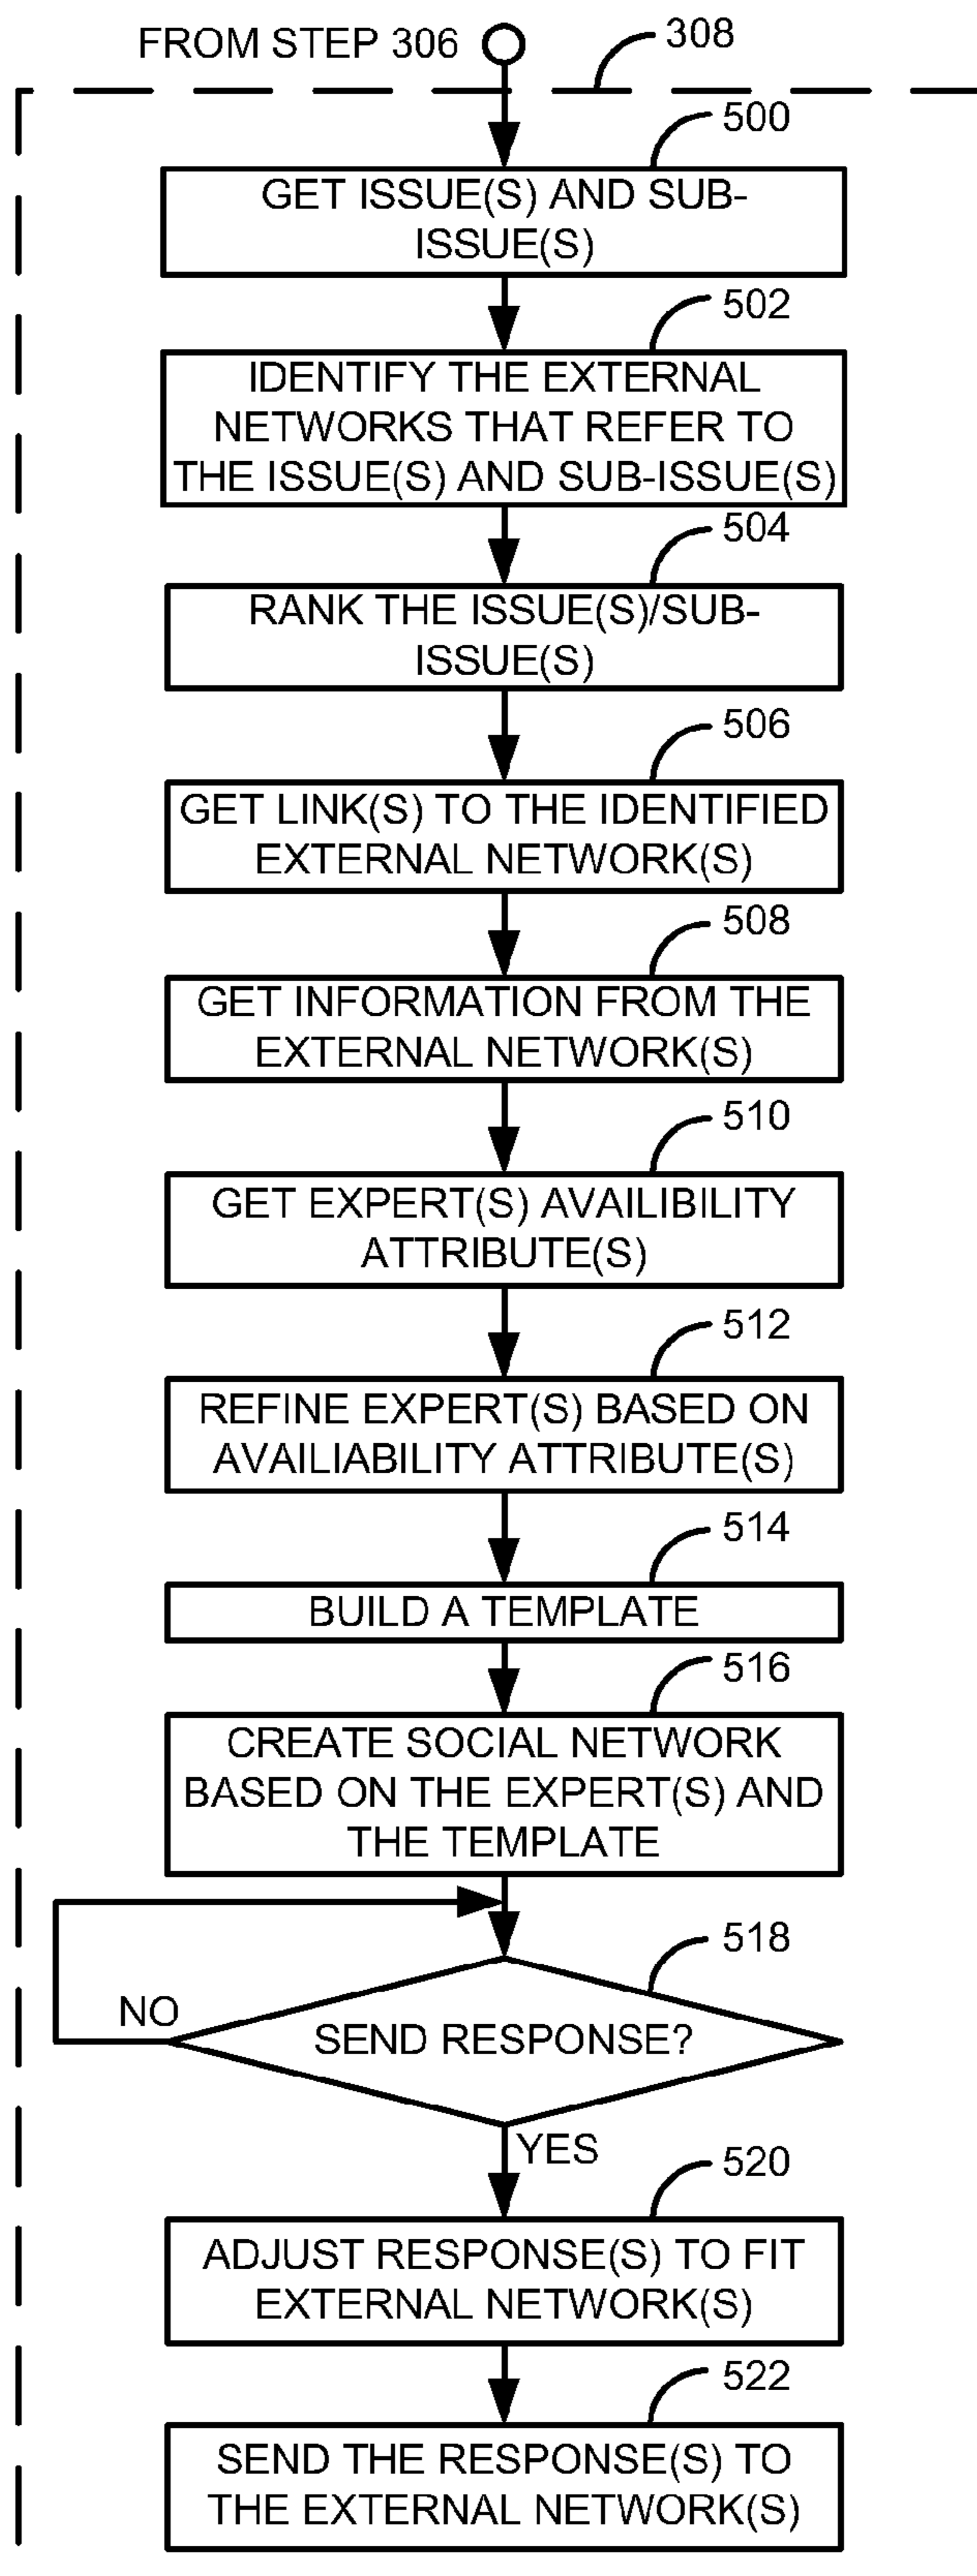 FROM STEP 306
308
500
GET ISSUE(S) AND SUB-
ISSUE(S)
502
IDENTIFY THE EXTERNAL
NETWORKS THAT REFER TO
THE ISSUE(S) AND SUB-ISSUE(S)
504
RANK THE ISSUE(S)/SUB-
ISSUE(S)
506
GET LINK(S) TO THE IDENTIFIED
EXTERNAL NETWORK(S)
508
GET INFORMATION FROM THE
EXTERNAL NETWORK(S)
510
GET EXPERT(S) AVAILIBILITY
ATTRIBUTE(S)
512
REFINE EXPERT(S) BASED ON
AVAILIABILITY ATTRIBUTE(S)
514
BUILD A TEMPLATE
516
CREATE SOCIAL NETWORK
BASED ON THE EXPERT(S) AND
THE TEMPLATE
518
NO
SEND RESPONSE?
YES
520
ADJUST RESPONSE(S) TO FIT
EXTERNAL NETWORK(S)
522
SEND THE RESPONSE(S) TO
THE EXTERNAL NETWORK(S)